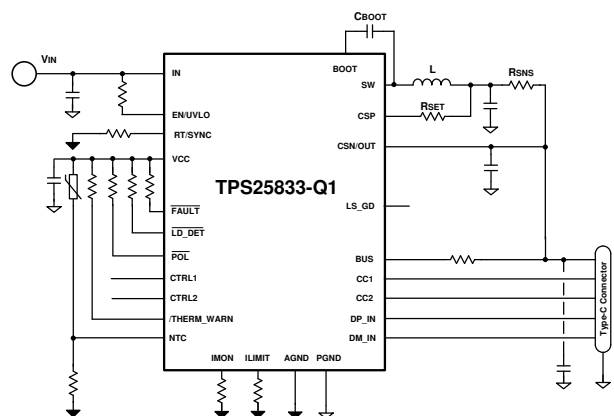 CBOOT
VIN
BOOT
IN
SW
L
RSNS
EN/UVLO
CSP
RSET
RT/SYNC
CSN/OUT
VCC
TPS25833-Q1
LS_GD
FAULT
LD_DET
POL
BUS
CTRL1
CC1
CTRL2
CC2
/THERM_WARN
DP_IN
NTC
DM_IN
IMON ILIMIT AGND PGND
Type-C Connector